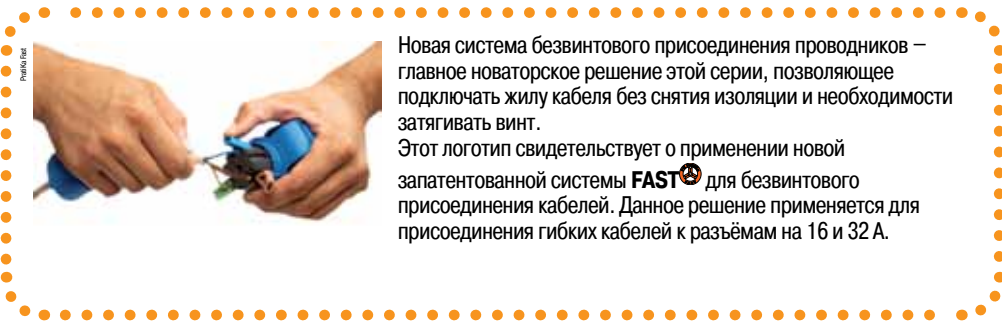 PratiKa Fast
Новая система безвинтового присоединения проводников –
главное новаторское решение этой серии, позволяющее
подключать жилу кабеля без снятия изоляции и необходимости
затягивать винт.
Этот логотип свидетельствует о применении новой
запатентованной системы FAST для безвинтового
присоединения кабелей. Данное решение применяется для
присоединения гибких кабелей к разъёмам на 16 и 32 А.